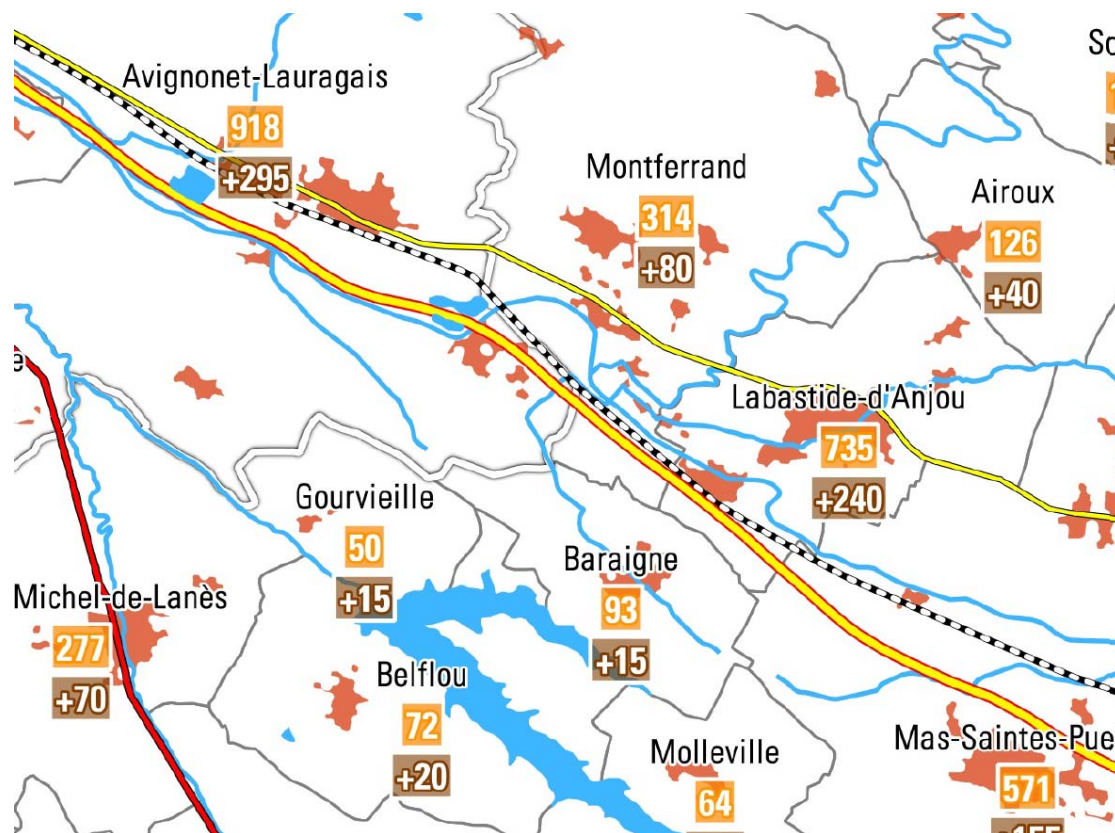 Avignonet-Lauragais
918
+295
Montferrand
314
+80
Airoux
126
+40
Labastide-d'Anjou
735
+240
Gourvieille
50
+15
Baraigne
93
+15
Michel-de-Lanès
277
+70
Belflou
72
+20
Molleville
64
Mas-Saintes-Pue
571